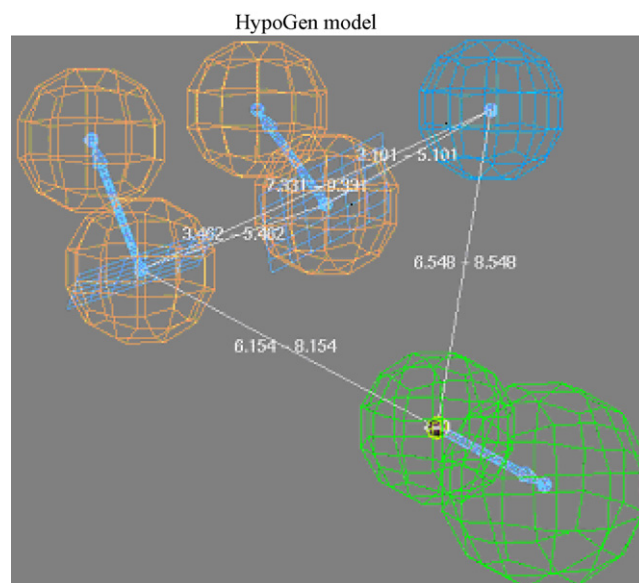 HypoGen model
3.101 – 5.101
7.331 – 9.331
3.462 – 5.462
6.548 – 8.548
6.154 – 8.154